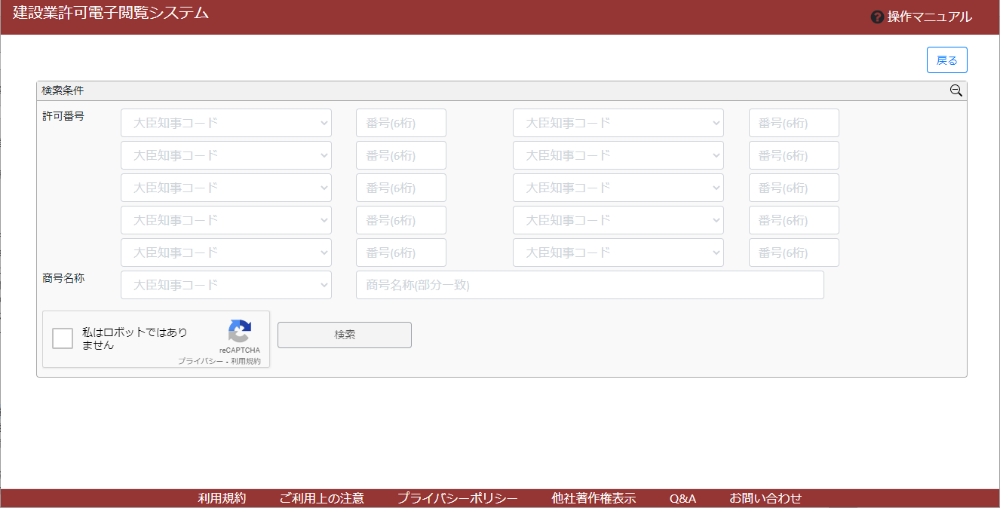 建設業許可電子閲覧システム
? 操作マニュアル
戻る
検索条件
許可番号 大臣知事コード 番号(6桁) 大臣知事コード 番号(6桁)
大臣知事コード 番号(6桁) 大臣知事コード 番号(6桁)
大臣知事コード 番号(6桁) 大臣知事コード 番号(6桁)
大臣知事コード 番号(6桁) 大臣知事コード 番号(6桁)
大臣知事コード 番号(6桁) 大臣知事コード 番号(6桁)
商号名称 大臣知事コード 商号名称(部分一致)
私はロボットではあり
ません
reCAPTCHA
プライバシー - 利用規約
検索
利用規約 ご利用上の注意 プライバシーポリシー 他社著作権表示 Q&A お問い合わせ